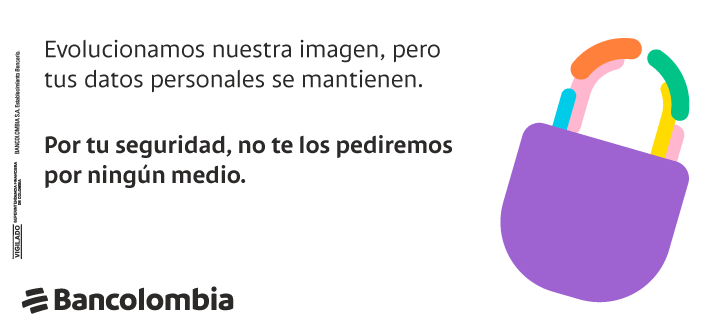 Evolucionamos nuestra imagen, pero
tus datos personales se mantienen.
Por tu seguridad, no te los pediremos
por ningún medio.
BANCOLOMBIA S.A. Establecimiento Bancario.
VIGILADO SUPERINTENDENCIA FINANCIERA
DE COLOMBIA
Bancolombia